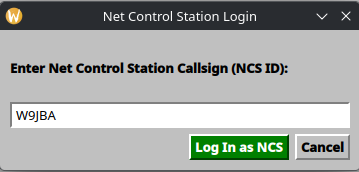 Net Control Station Login
Enter Net Control Station Callsign (NCS ID):
W9JBA
Log In as NCS Cancel